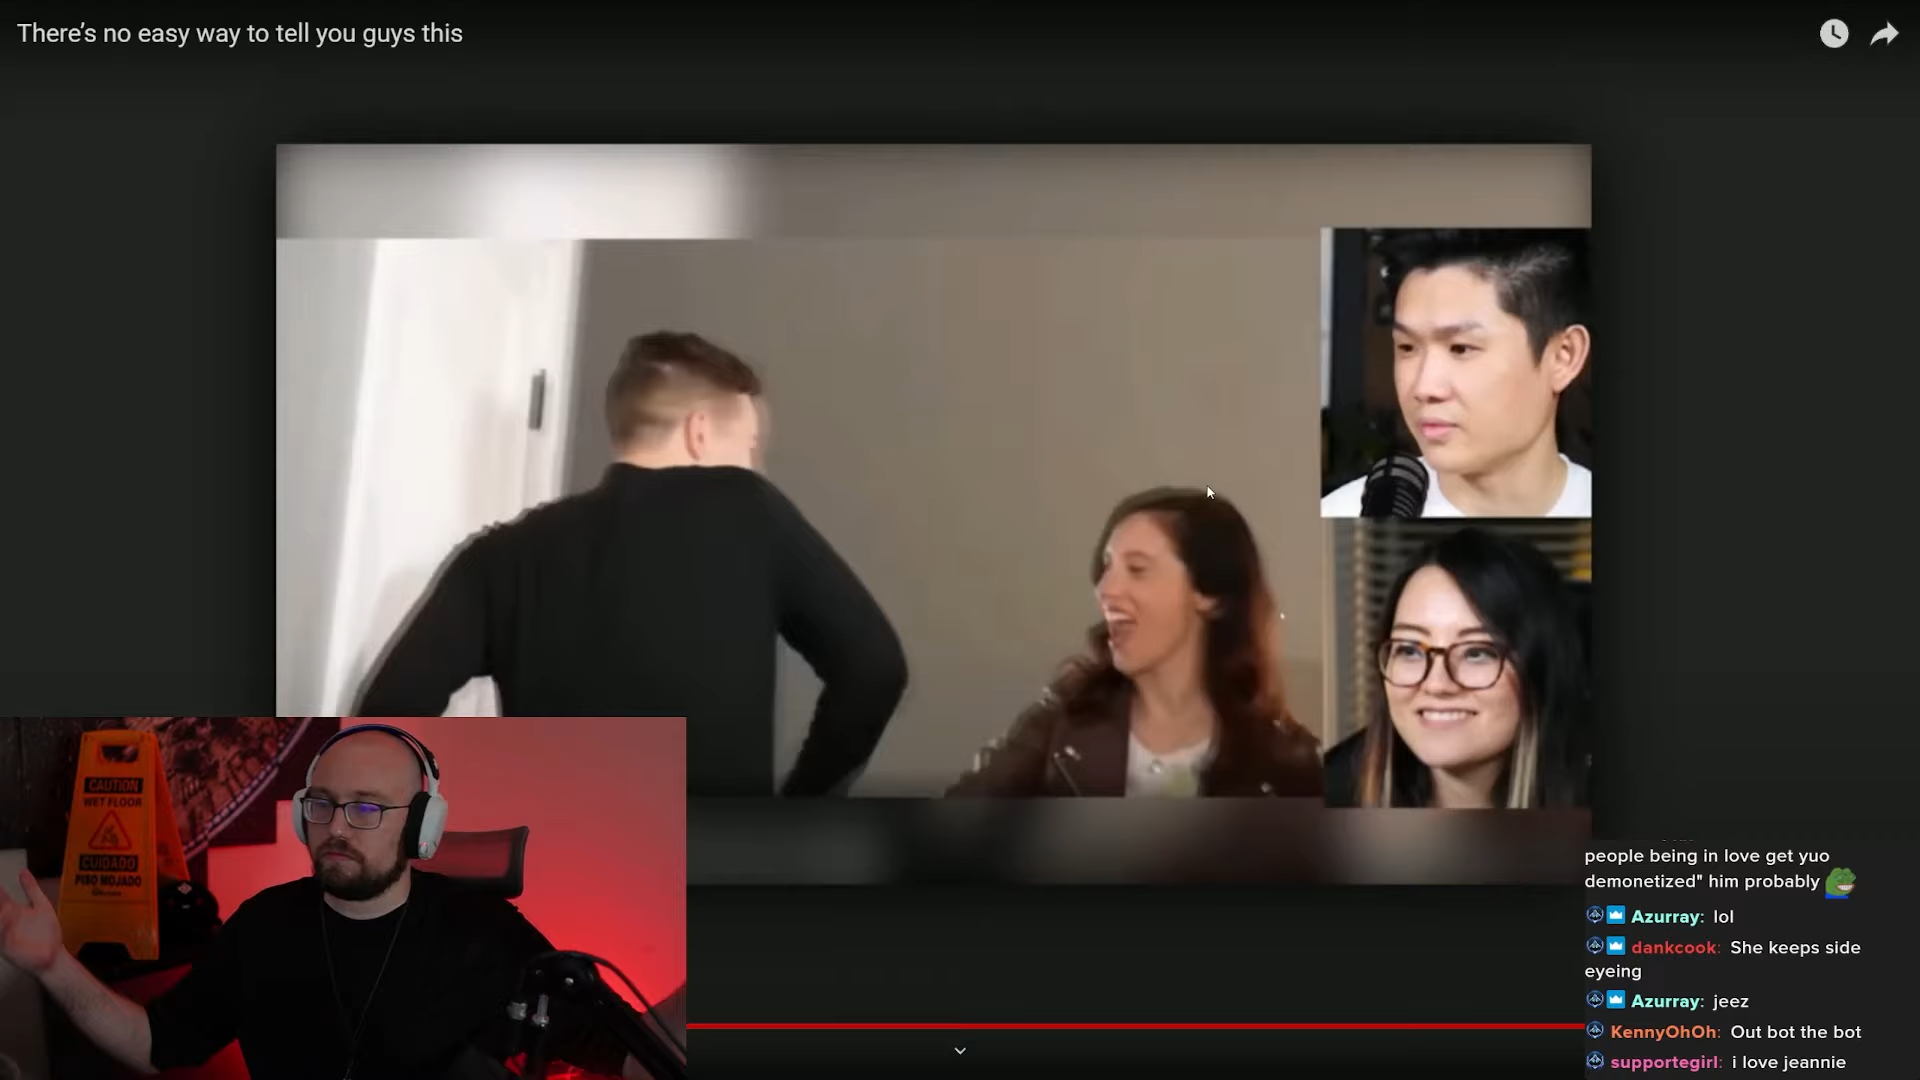 There’s no easy way to tell you guys this
CAUTION
WET FLOOR
CUIDADO
PISO MOJADO
people being in love get yuo
demonetized" him probably
Azurray: lol
dankcook: She keeps side
eyeing
Azurray: jeez
KennyOhOh: Out bot the bot
supportegirl: i love jeannie